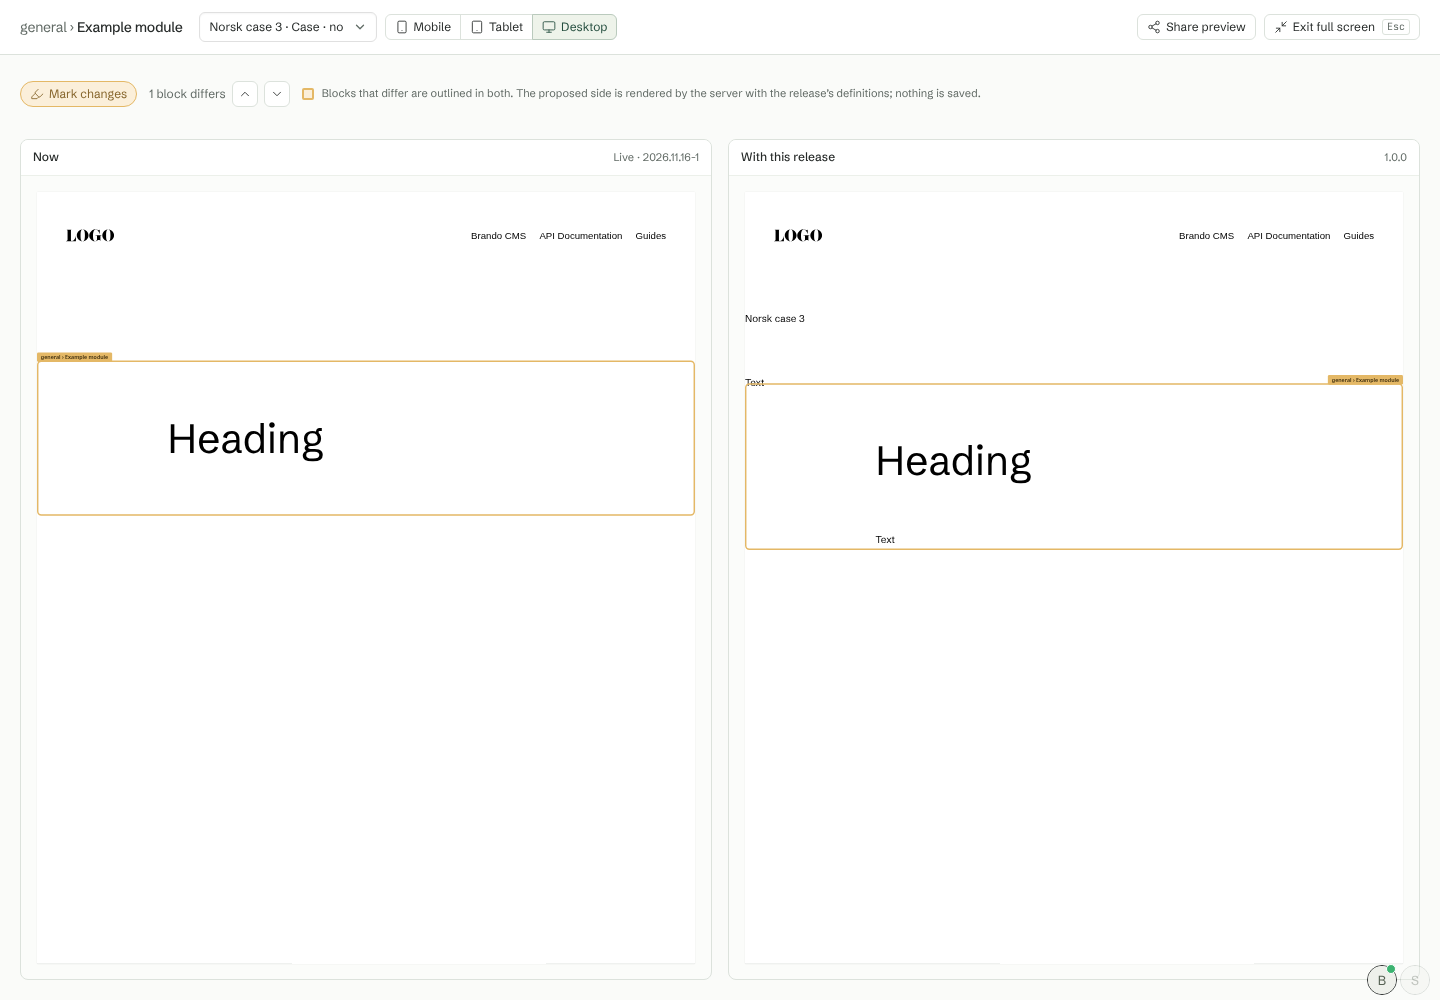 general › Example module
Norsk case 3 · Case · no
Mobile
Tablet
Desktop
Share preview
Exit full screen
Esc
Mark changes
1 block differs
Blocks that differ are outlined in both. The proposed side is rendered by the server with the release's definitions; nothing is saved.
Now
Live · 2026.11.16-1
LOGO
Brando CMS
API Documentation
Guides
general › Example module
Heading
With this release
1.0.0
LOGO
Brando CMS
API Documentation
Guides
Norsk case 3
Text
general › Example module
Heading
Text
B
S